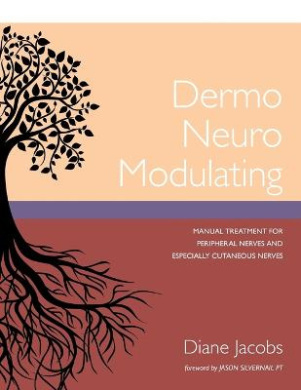 Dermo
Neuro
Modulating
MANUAL TREATMENT FOR
PERIPHERAL NERVES AND
ESPECIALLY CUTANEOUS NERVES
Diane Jacobs
foreword by JASON SILVERNAIL PT